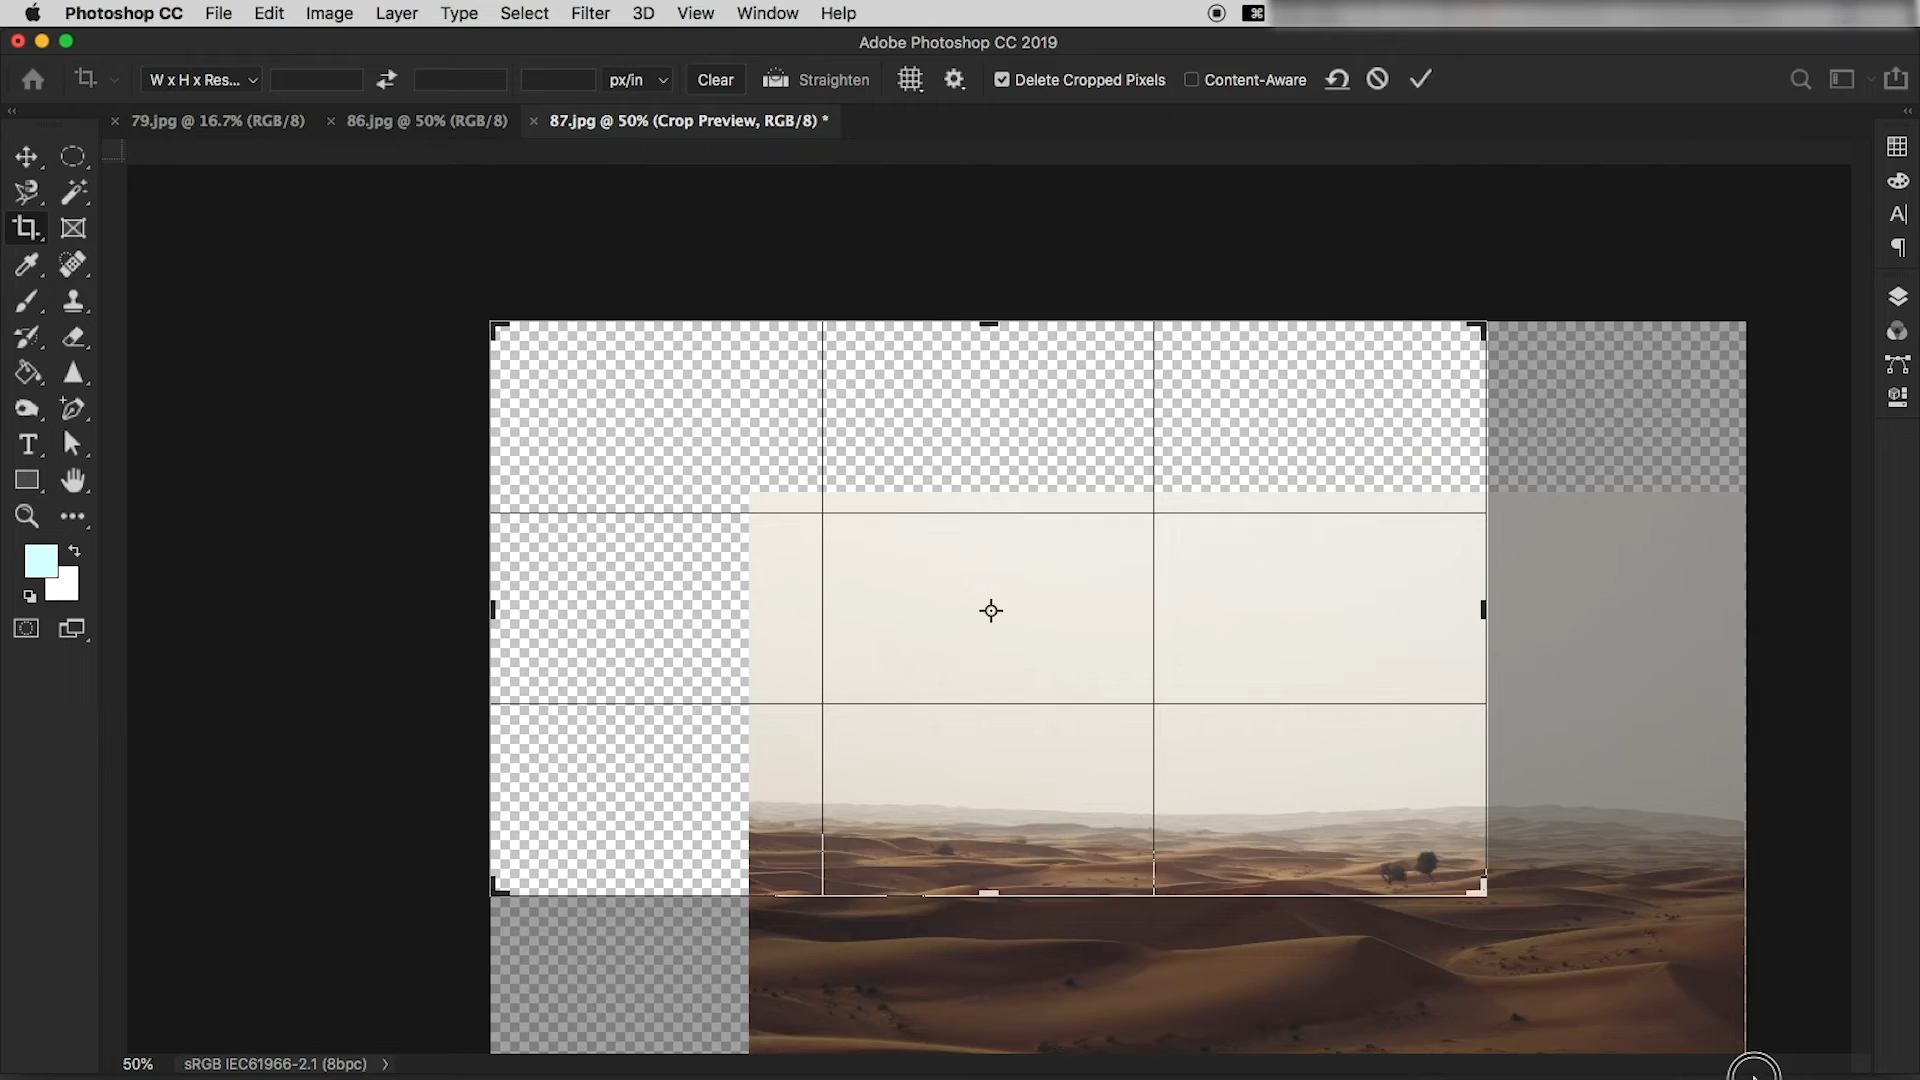 Photoshop CC File Edit Image Layer Type Select Filter 3D View Window Help
Adobe Photoshop CC 2019
W x H x Res... px/in Clear Straighten Delete Cropped Pixels Content-Aware
79.jpg @ 16.7% (RGB/8) 86.jpg @ 50% (RGB/8) 87.jpg @ 50% (Crop Preview, RGB/8) *
50% sRGB IEC61966-2.1 (8bpc)